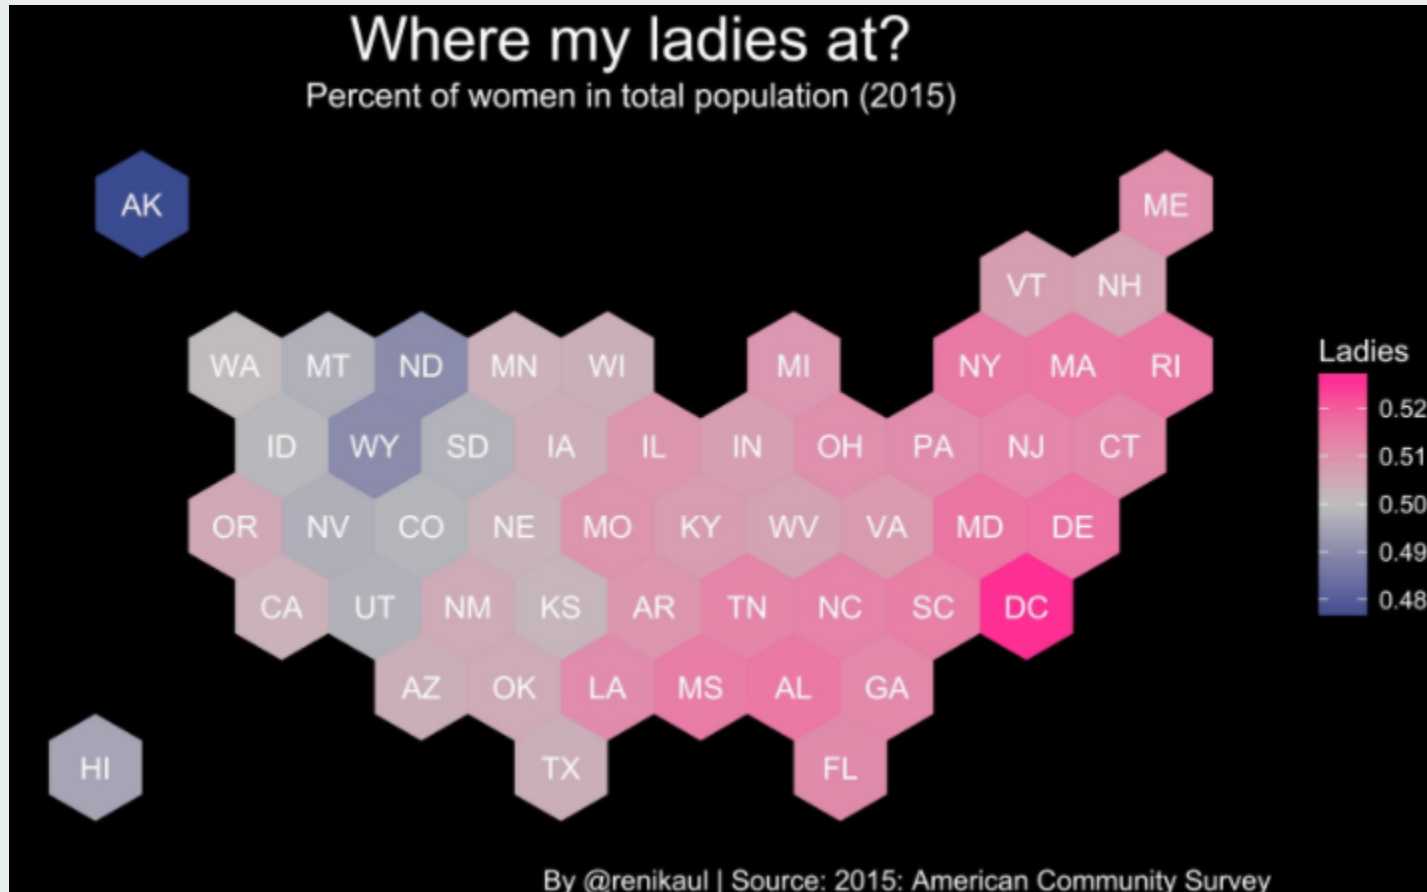 Where my ladies at?
Percent of women in total population (2015)
AK
ME
VT NH
WA MT ND MN WI MI NY MA RI
ID WY SD IA IL IN OH PA NJ CT
OR NV CO NE MO KY WV VA MD DE
CA UT NM KS AR TN NC SC DC
AZ OK LA MS AL GA
HI TX FL
Ladies
0.52
0.51
0.50
0.49
0.48
By @renikaul | Source: 2015: American Community Survey